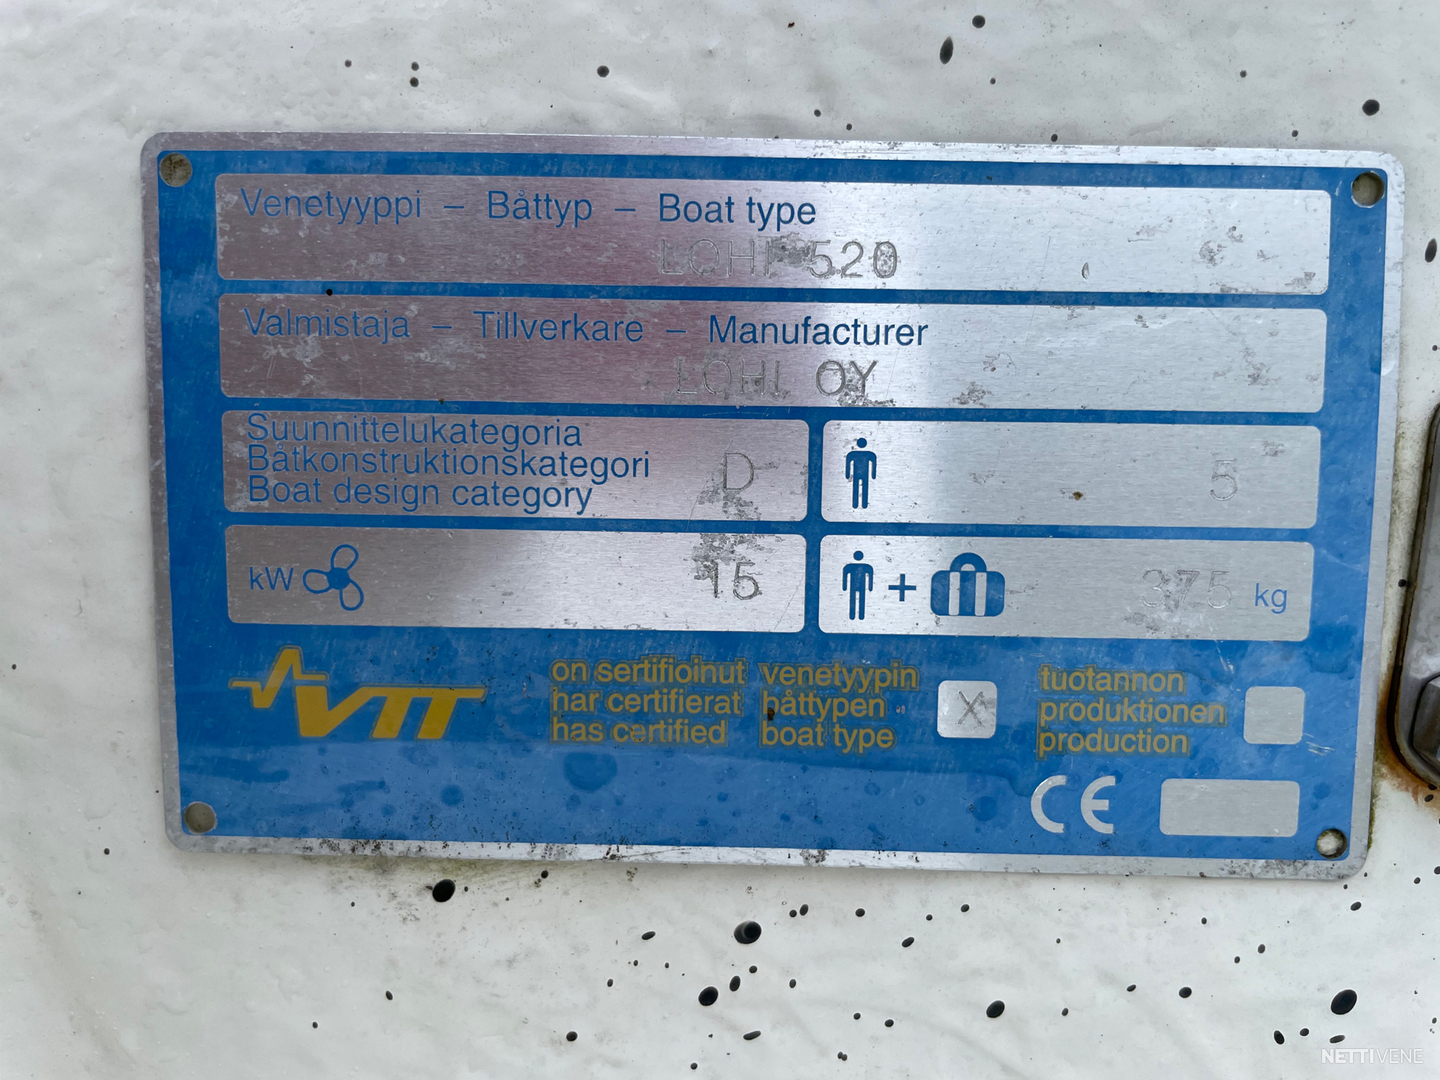 Venetyyppi – Båttyp – Boat type
LOHI 520
Valmistaja – Tillverkare – Manufacturer
LOHI OY
Suunnittelukategoria
Båtkonstruktionskategori
Boat design category
D
5
kW
15
+
375 kg
VTT
on sertifioinut venetyypin
har certifierat båttypen
has certified boat type
X
tuotannon
produktionen
production
CE
NETTIVENE